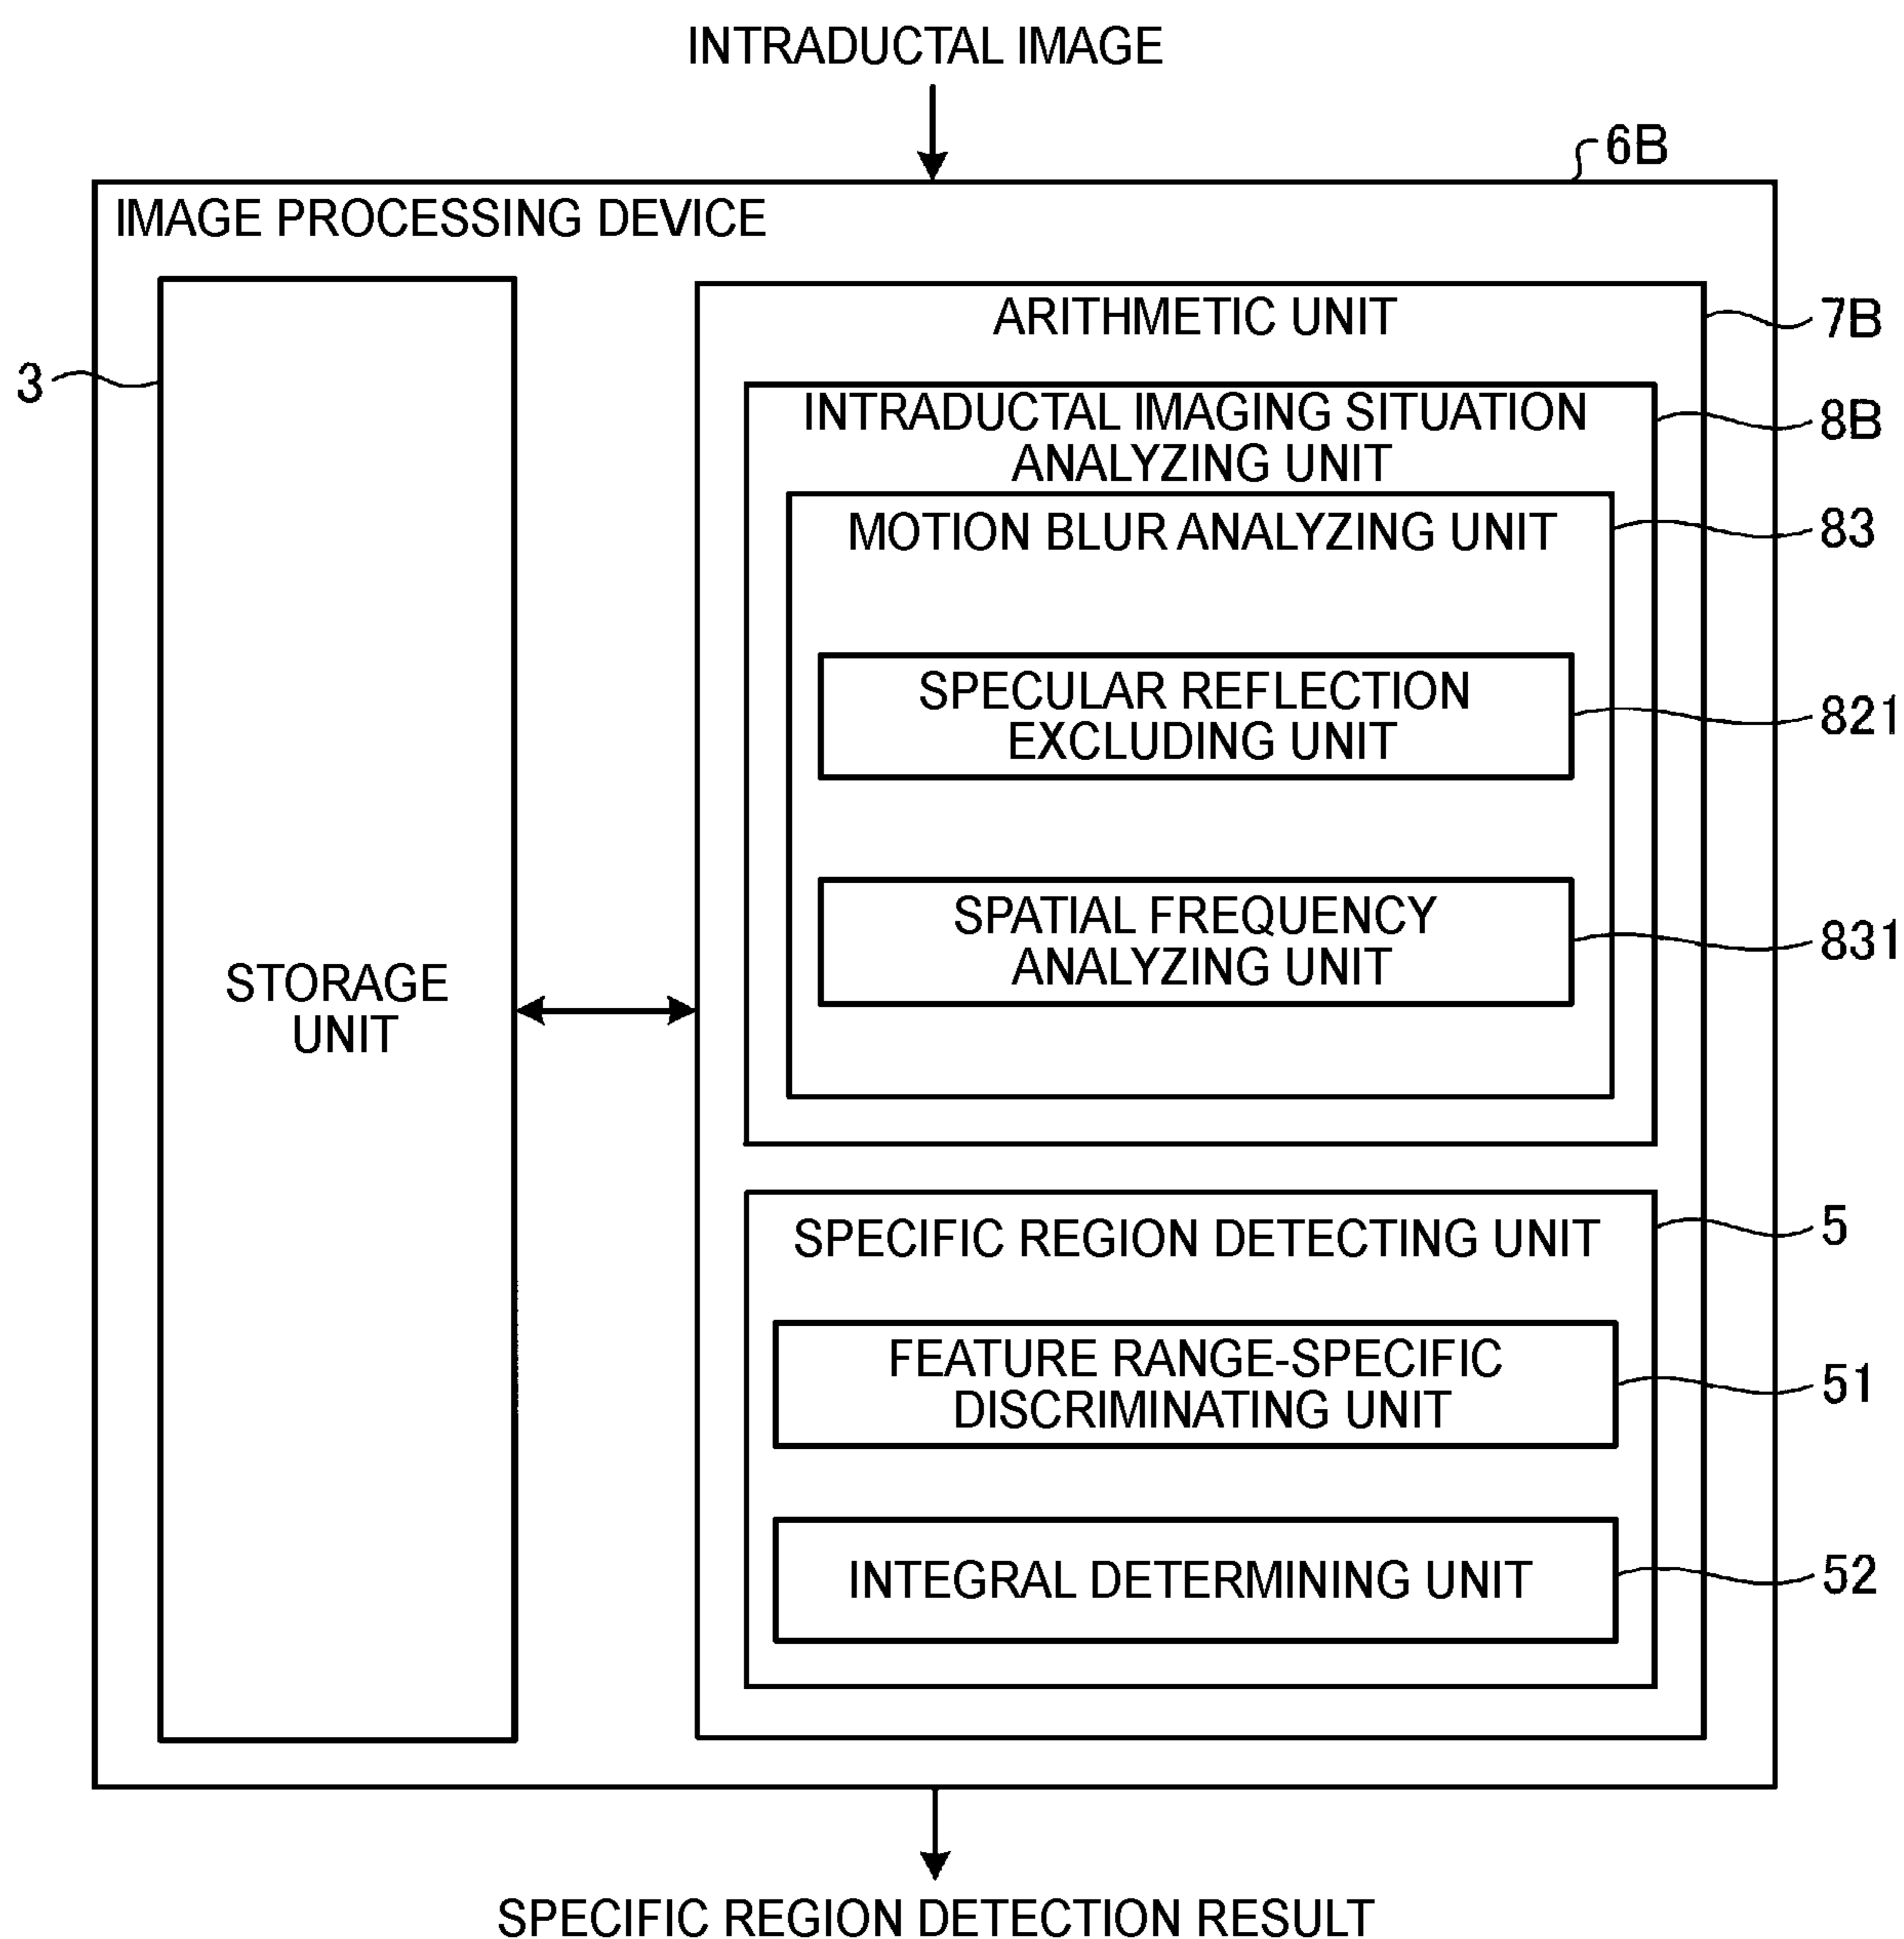 INTRADUCTAL IMAGE
6B
IMAGE PROCESSING DEVICE
3
STORAGE
UNIT
ARITHMETIC UNIT
7B
INTRADUCTAL IMAGING SITUATION
ANALYZING UNIT
8B
MOTION BLUR ANALYZING UNIT
83
SPECULAR REFLECTION
EXCLUDING UNIT
821
SPATIAL FREQUENCY
ANALYZING UNIT
831
SPECIFIC REGION DETECTING UNIT
5
FEATURE RANGE-SPECIFIC
DISCRIMINATING UNIT
51
INTEGRAL DETERMINING UNIT
52
SPECIFIC REGION DETECTION RESULT